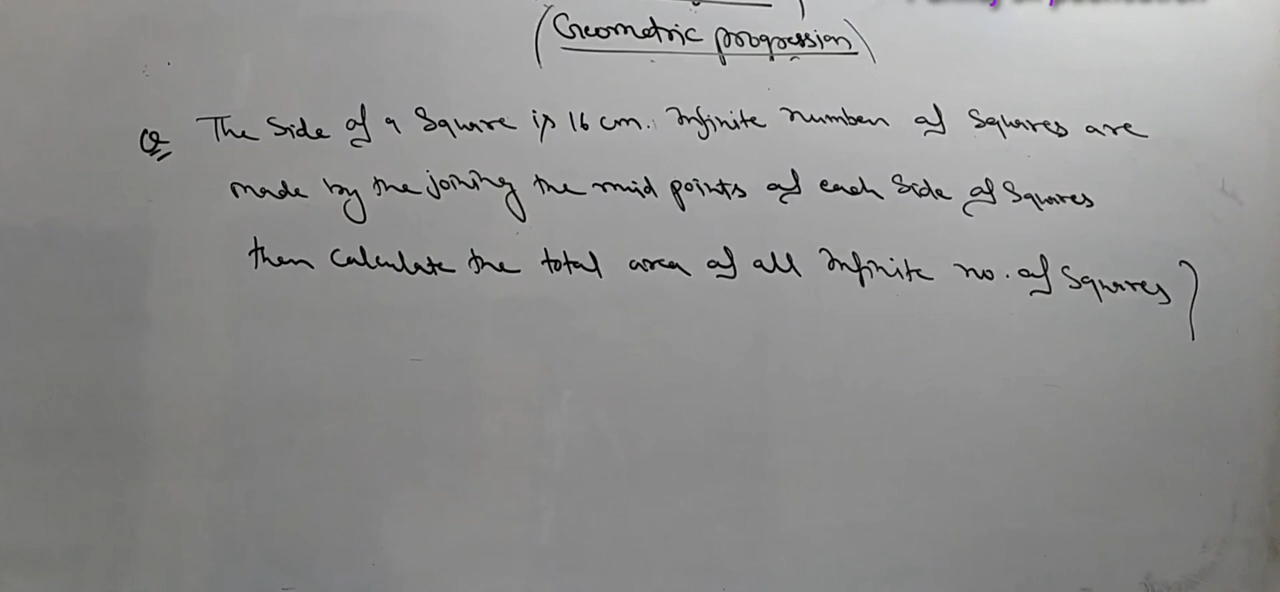 (Geometric progression)
Q The Side of a Square is 16 cm. Infinite number of Squares are
made by the joining the mid points of each Side of Squares
then calculate the total area of all Infinite no. of Squares?